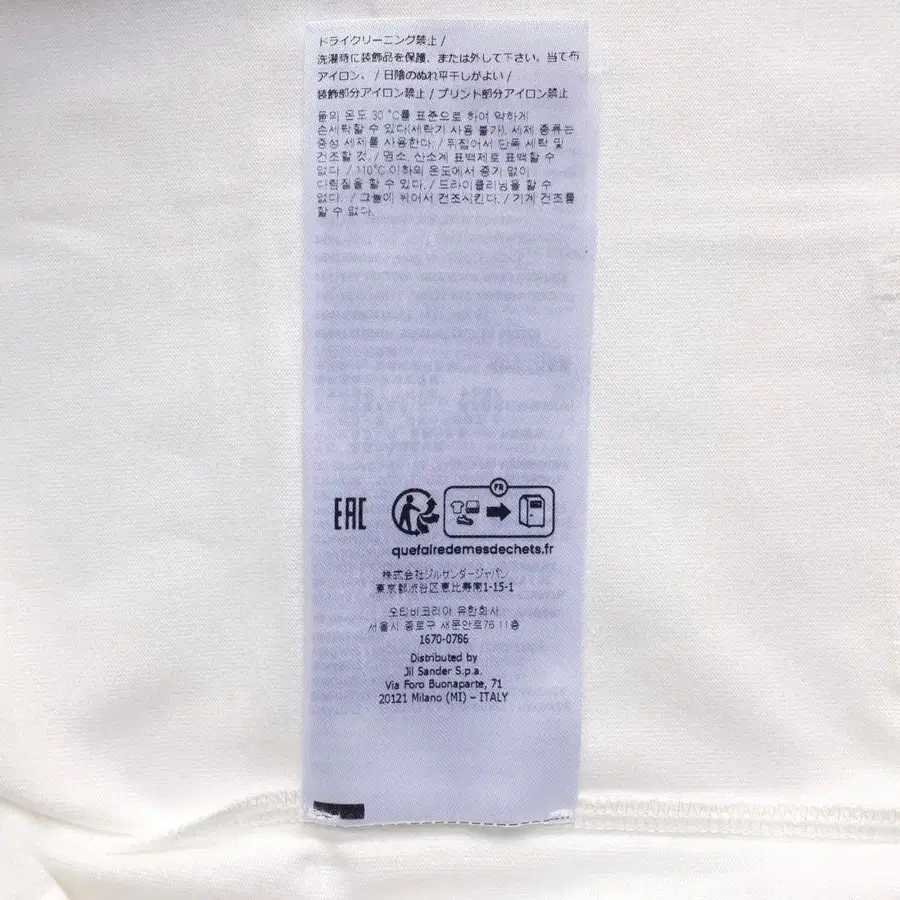 ドライクリーニング禁止 /
洗濯時に装飾品を保護、または外して下さい。当て布
アイロン。 / 日陰のぬれ平干しがよい /
装飾部分アイロン禁止 / プリント部分アイロン禁止
물의 온도 30 °C를 표준으로 하여 약하게
손세탁할 수 있다(세탁기 사용 불가). 세제 종류는
중성 세제를 사용한다. / 뒤집어서 단독 세탁 및
건조할 것. / 염소, 산소계 표백제로 표백할 수
없다 / 110°C 이하의 온도에서 증기 없이
다림질을 할 수 있다. / 드라이클리닝을 할 수
없다. / 그늘에 뉘어서 건조시킨다. / 기계 건조를
할 수 없다.
EAC
FR
quefairedemesdechets.fr
株式会社ジルサンダージャパン
東京都渋谷区恵比寿南1-15-1
오티비코리아 유한회사
서울시 종로구 새문안로76 11층
1670-0786
Distributed by
Jil Sander S.p.a.
Via Foro Buonaparte, 71
20121 Milano (MI) – ITALY